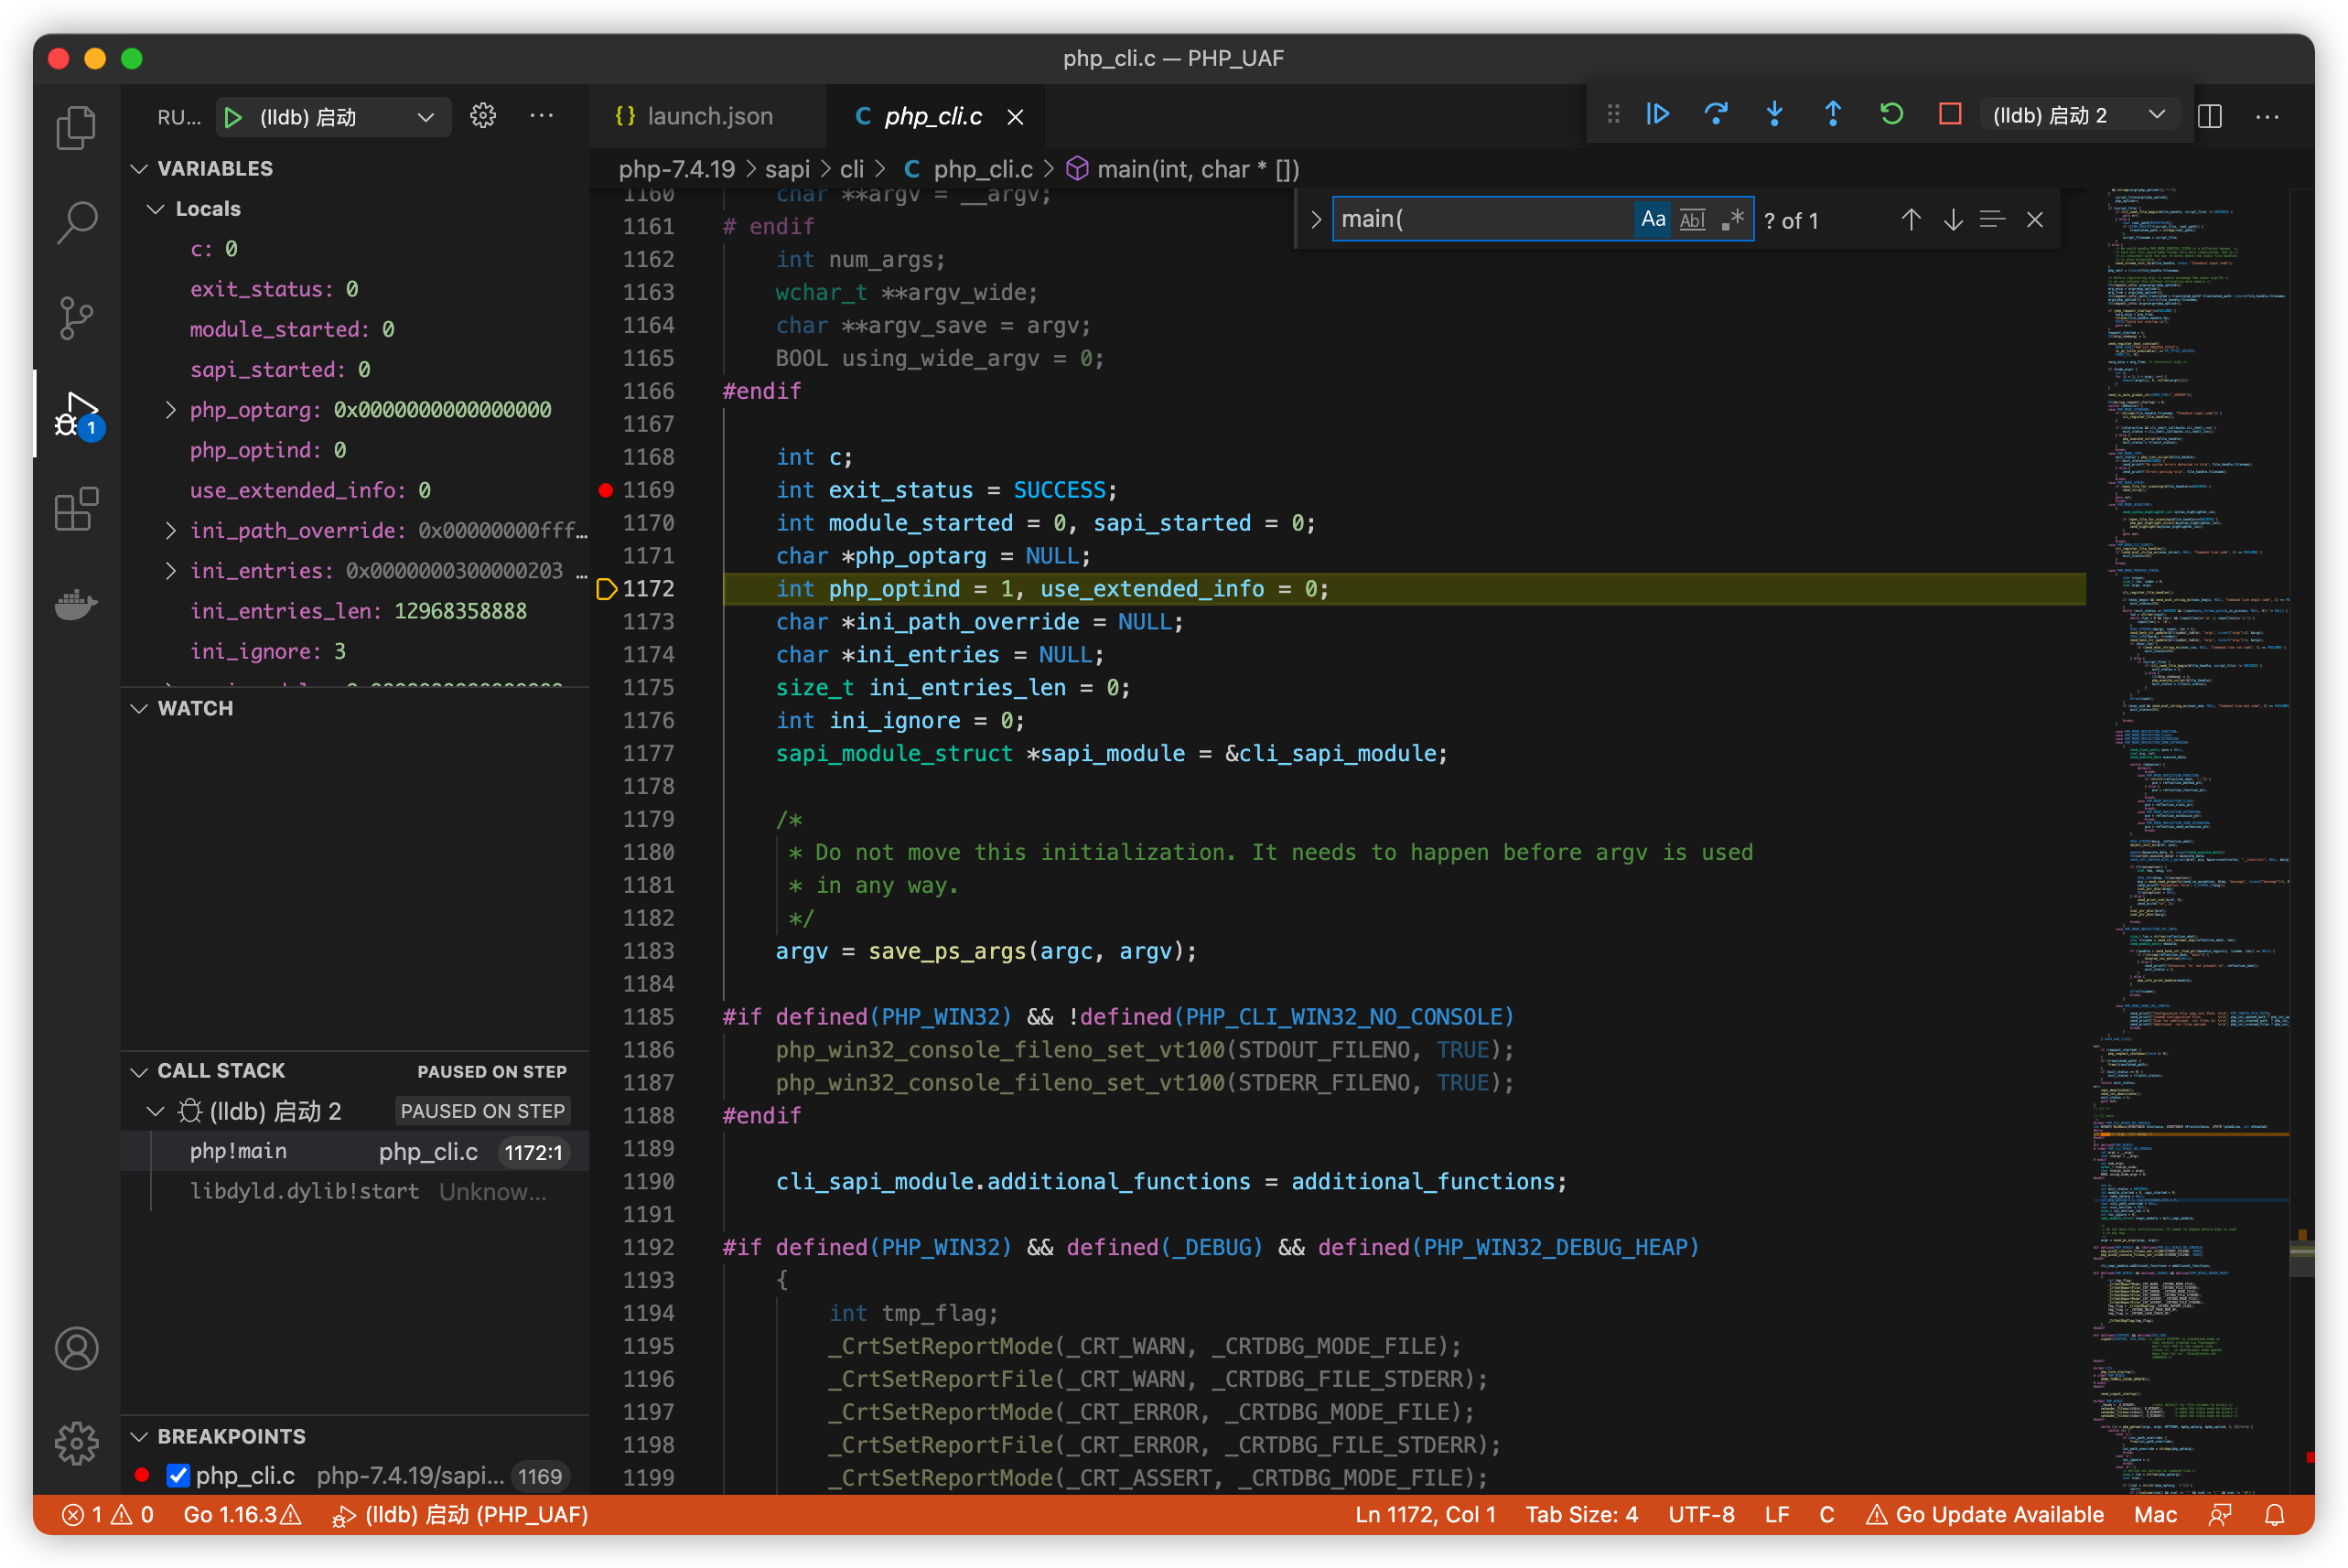 php_cli.c — PHP_UAF
RU... (lldb) 启动
{} launch.json
C php_cli.c
(lldb) 启动 2
php-7.4.19 > sapi > cli > C php_cli.c > main(int, char * [])
main(
Aa
Abl
.*
? of 1
VARIABLES
Locals
c: 0
exit_status: 0
module_started: 0
sapi_started: 0
php_optarg: 0x0000000000000000
php_optind: 0
use_extended_info: 0
ini_path_override: 0x00000000fff…
ini_entries: 0x0000000300000203 …
ini_entries_len: 12968358888
ini_ignore: 3
WATCH
CALL STACK PAUSED ON STEP
(lldb) 启动 2 PAUSED ON STEP
php!main php_cli.c 1172:1
libdyld.dylib!start Unknow...
BREAKPOINTS
php_cli.c php-7.4.19/sapi... 1169
1
1160 char **argv = __argv;
1161 # endif
1162 int num_args;
1163 wchar_t **argv_wide;
1164 char **argv_save = argv;
1165 BOOL using_wide_argv = 0;
1166 #endif
1167
1168 int c;
1169 int exit_status = SUCCESS;
1170 int module_started = 0, sapi_started = 0;
1171 char *php_optarg = NULL;
1172 int php_optind = 1, use_extended_info = 0;
1173 char *ini_path_override = NULL;
1174 char *ini_entries = NULL;
1175 size_t ini_entries_len = 0;
1176 int ini_ignore = 0;
1177 sapi_module_struct *sapi_module = &cli_sapi_module;
1178
1179 /*
1180 * Do not move this initialization. It needs to happen before argv is used
1181 * in any way.
1182 */
1183 argv = save_ps_args(argc, argv);
1184
1185 #if defined(PHP_WIN32) && !defined(PHP_CLI_WIN32_NO_CONSOLE)
1186 php_win32_console_fileno_set_vt100(STDOUT_FILENO, TRUE);
1187 php_win32_console_fileno_set_vt100(STDERR_FILENO, TRUE);
1188 #endif
1189
1190 cli_sapi_module.additional_functions = additional_functions;
1191
1192 #if defined(PHP_WIN32) && defined(_DEBUG) && defined(PHP_WIN32_DEBUG_HEAP)
1193 {
1194 int tmp_flag;
1195 _CrtSetReportMode(_CRT_WARN, _CRTDBG_MODE_FILE);
1196 _CrtSetReportFile(_CRT_WARN, _CRTDBG_FILE_STDERR);
1197 _CrtSetReportMode(_CRT_ERROR, _CRTDBG_MODE_FILE);
1198 _CrtSetReportFile(_CRT_ERROR, _CRTDBG_FILE_STDERR);
1199 _CrtSetReportMode(_CRT_ASSERT, _CRTDBG_MODE_FILE);
1 0 Go 1.16.3 (lldb) 启动 (PHP_UAF) Ln 1172, Col 1 Tab Size: 4 UTF-8 LF C Go Update Available Mac